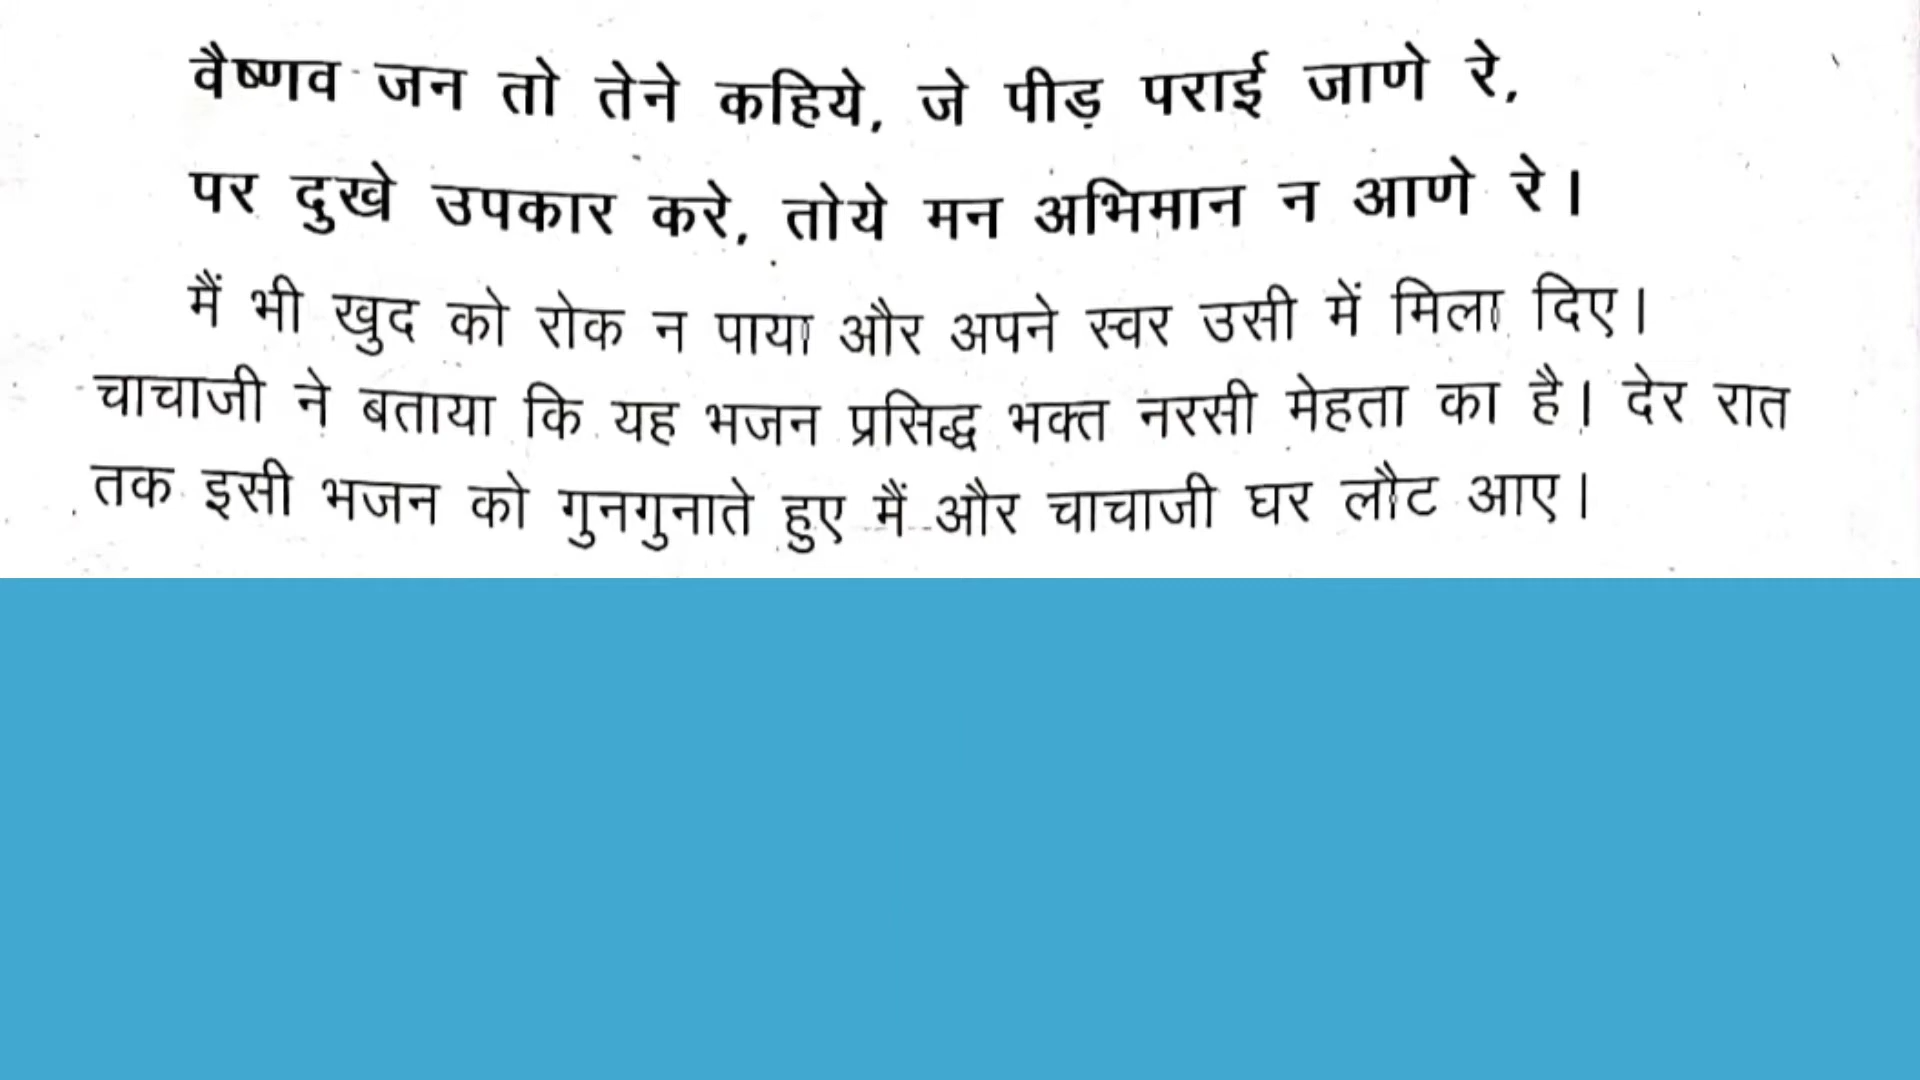 वैष्णव जन तो तेने कहिये, जे पीड़ पराई जाणे रे,
पर दुखे उपकार करे, तोये मन अभिमान न आणे रे।
मैं भी खुद को रोक न पाया और अपने स्वर उसी में मिला दिए।
चाचाजी ने बताया कि यह भजन प्रसिद्ध भक्त नरसी मेहता का है। देर रात
तक इसी भजन को गुनगुनाते हुए मैं और चाचाजी घर लौट आए।